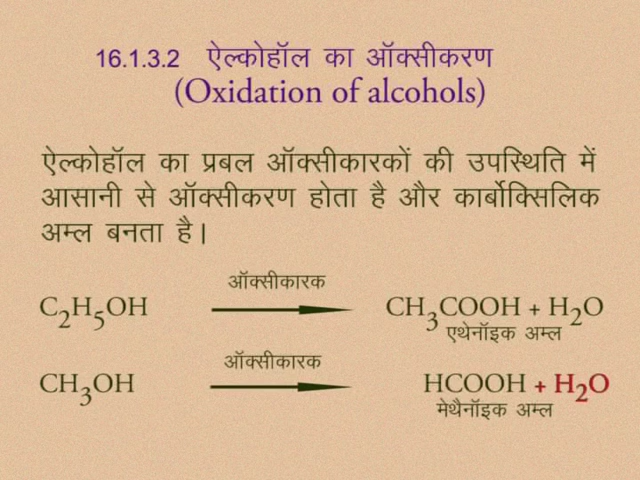 16.1.3.2 ऐल्कोहॉल का ऑक्सीकरण
(Oxidation of alcohols)
ऐल्कोहॉल का प्रबल ऑक्सीकारकों की उपस्थिति में
आसानी से ऑक्सीकरण होता है और कार्बोक्सिलिक
अम्ल बनता है।
ऑक्सीकारक
C₂H₅OH CH₃COOH + H₂O
एथेनॉइक अम्ल
ऑक्सीकारक
CH₃OH HCOOH + H₂O
मेथैनॉइक अम्ल